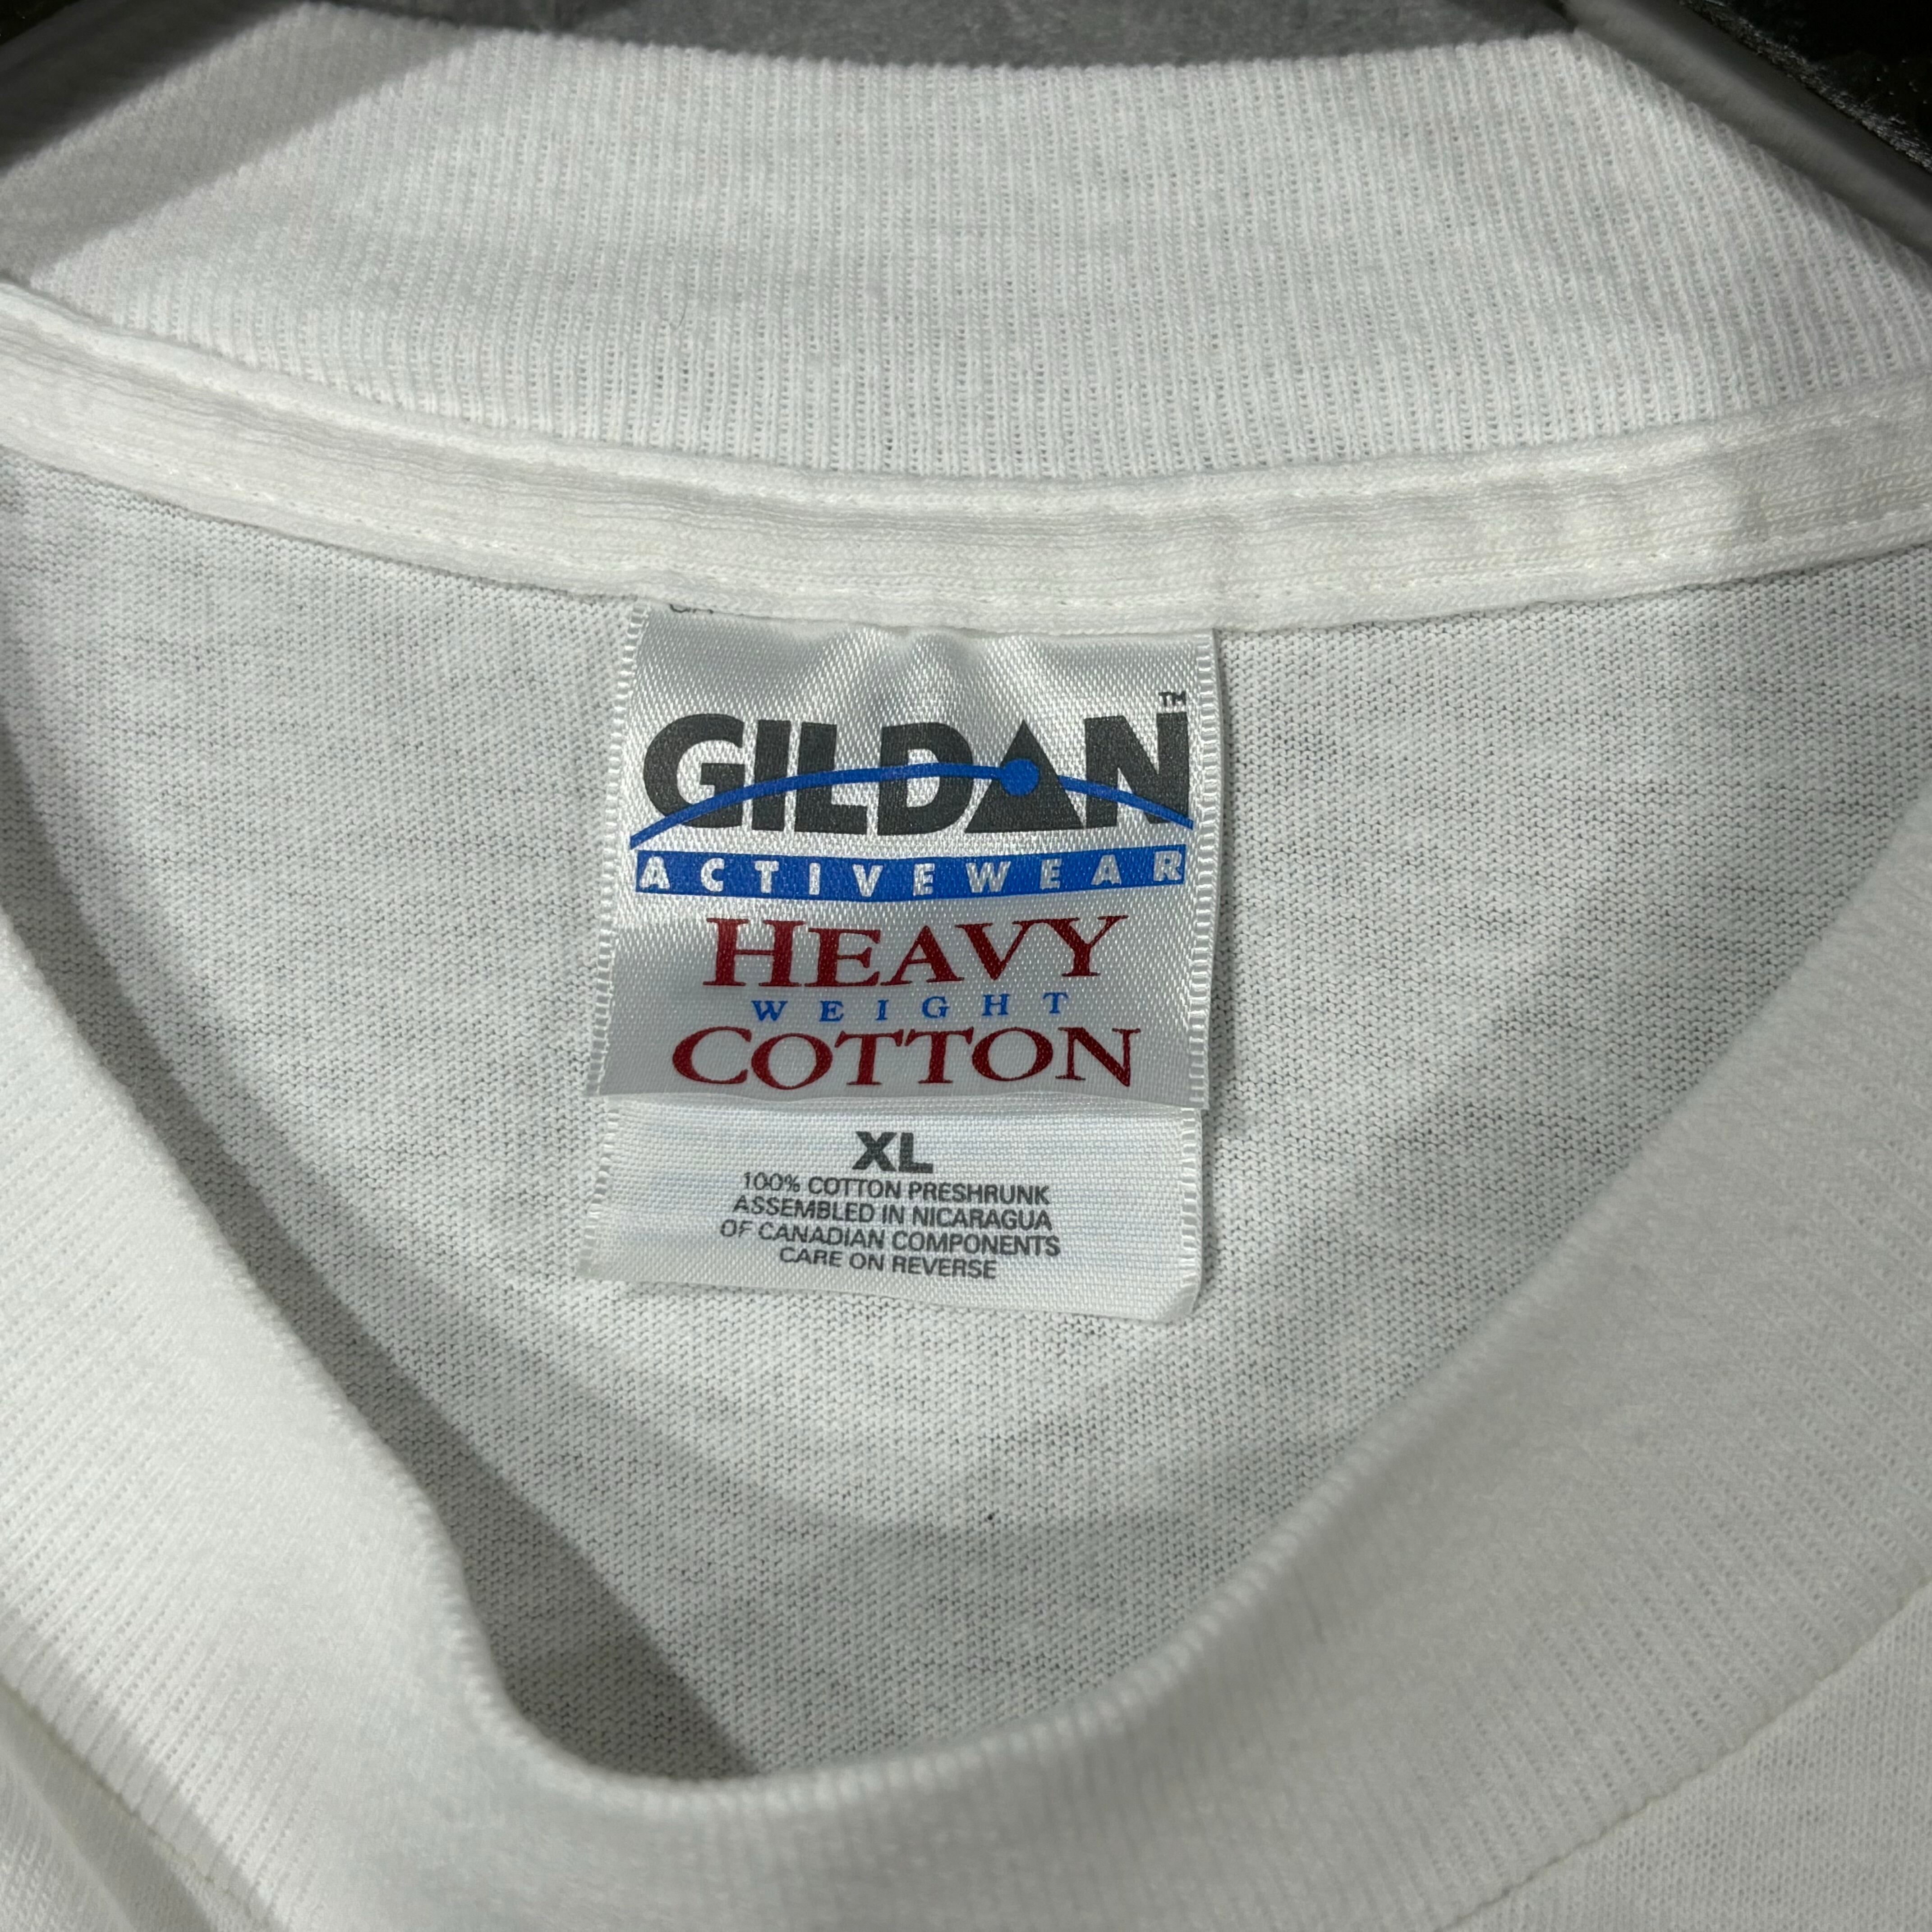 GILDAN™
ACTIVEWEAR
HEAVY
WEIGHT
COTTON
XL
100% COTTON PRESHRUNK
ASSEMBLED IN NICARAGUA
OF CANADIAN COMPONENTS
CARE ON REVERSE